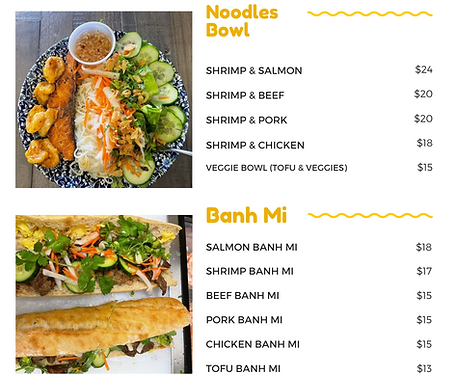 Noodles
Bowl
SHRIMP & SALMON $24
SHRIMP & BEEF $20
SHRIMP & PORK $20
SHRIMP & CHICKEN $18
VEGGIE BOWL (TOFU & VEGGIES) $15
Banh Mi
SALMON BANH MI $18
SHRIMP BANH MI $17
BEEF BANH MI $15
PORK BANH MI $15
CHICKEN BANH MI $15
TOFU BANH MI $13